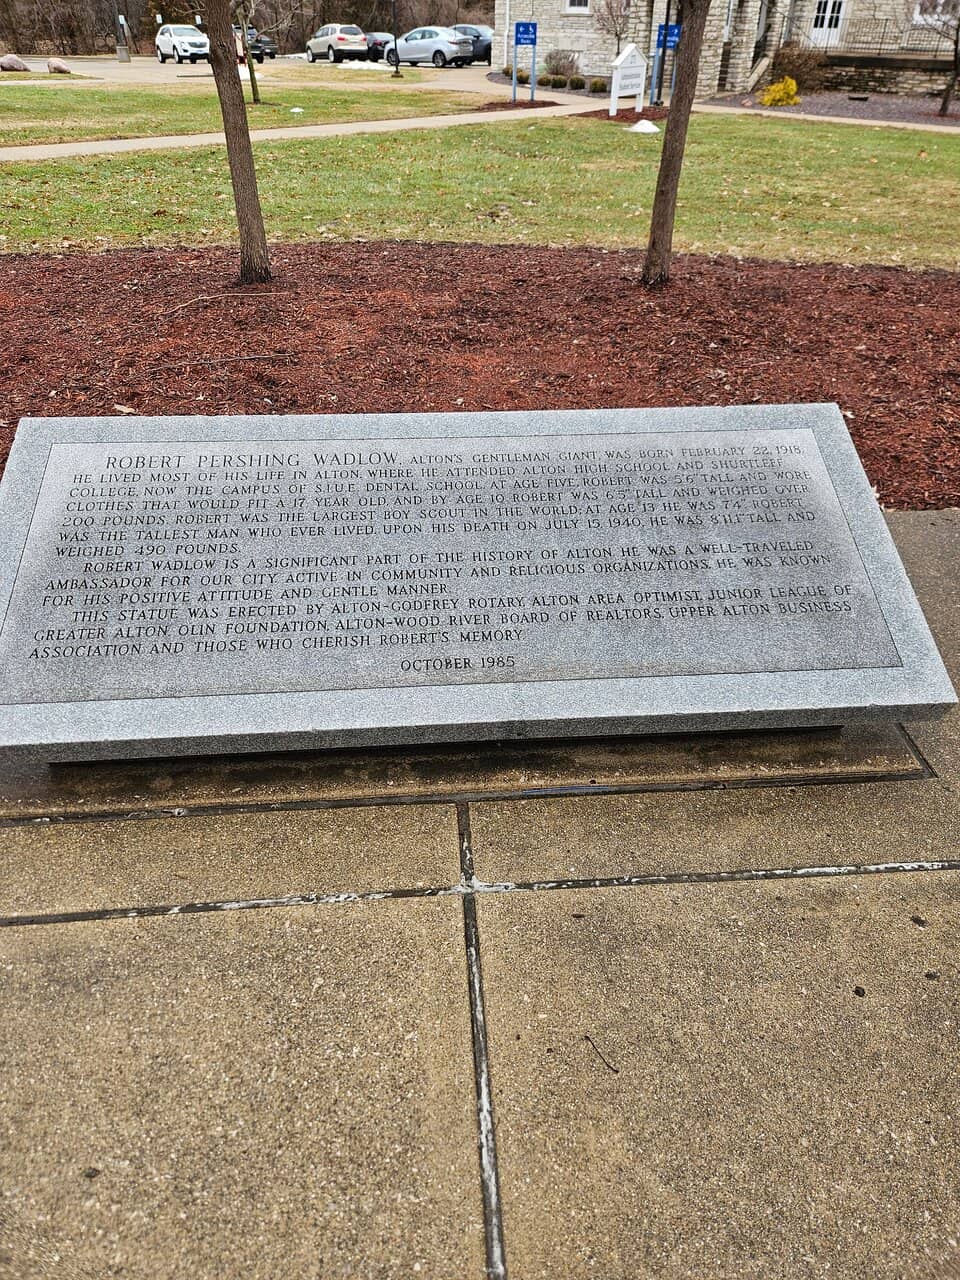 Administration
Student Services
ROBERT PERSHING WADLOW, ALTON'S GENTLEMAN GIANT, WAS BORN FEBRUARY 22, 1918.
HE LIVED MOST OF HIS LIFE IN ALTON, WHERE HE ATTENDED ALTON HIGH SCHOOL AND SHURTLEFF
COLLEGE, NOW THE CAMPUS OF S.I.U.E. DENTAL SCHOOL. AT AGE FIVE, ROBERT WAS 5'6" TALL AND WORE
CLOTHES THAT WOULD FIT A 17 YEAR OLD AND BY AGE 10, ROBERT WAS 6'5" TALL AND WEIGHED OVER
200 POUNDS. ROBERT WAS THE LARGEST BOY SCOUT IN THE WORLD; AT AGE 13 HE WAS 7'4". ROBERT
WAS THE TALLEST MAN WHO EVER LIVED. UPON HIS DEATH ON JULY 15, 1940, HE WAS 8'11.1" TALL AND
WEIGHED 490 POUNDS.
ROBERT WADLOW IS A SIGNIFICANT PART OF THE HISTORY OF ALTON. HE WAS A WELL-TRAVELED
AMBASSADOR FOR OUR CITY, ACTIVE IN COMMUNITY AND RELIGIOUS ORGANIZATIONS. HE WAS KNOWN
FOR HIS POSITIVE ATTITUDE AND GENTLE MANNER.
THIS STATUE WAS ERECTED BY ALTON-GODFREY ROTARY, ALTON AREA OPTIMIST, JUNIOR LEAGUE OF
GREATER ALTON, OLIN FOUNDATION, ALTON-WOOD RIVER BOARD OF REALTORS, UPPER ALTON BUSINESS
ASSOCIATION AND THOSE WHO CHERISH ROBERT'S MEMORY.
OCTOBER 1985